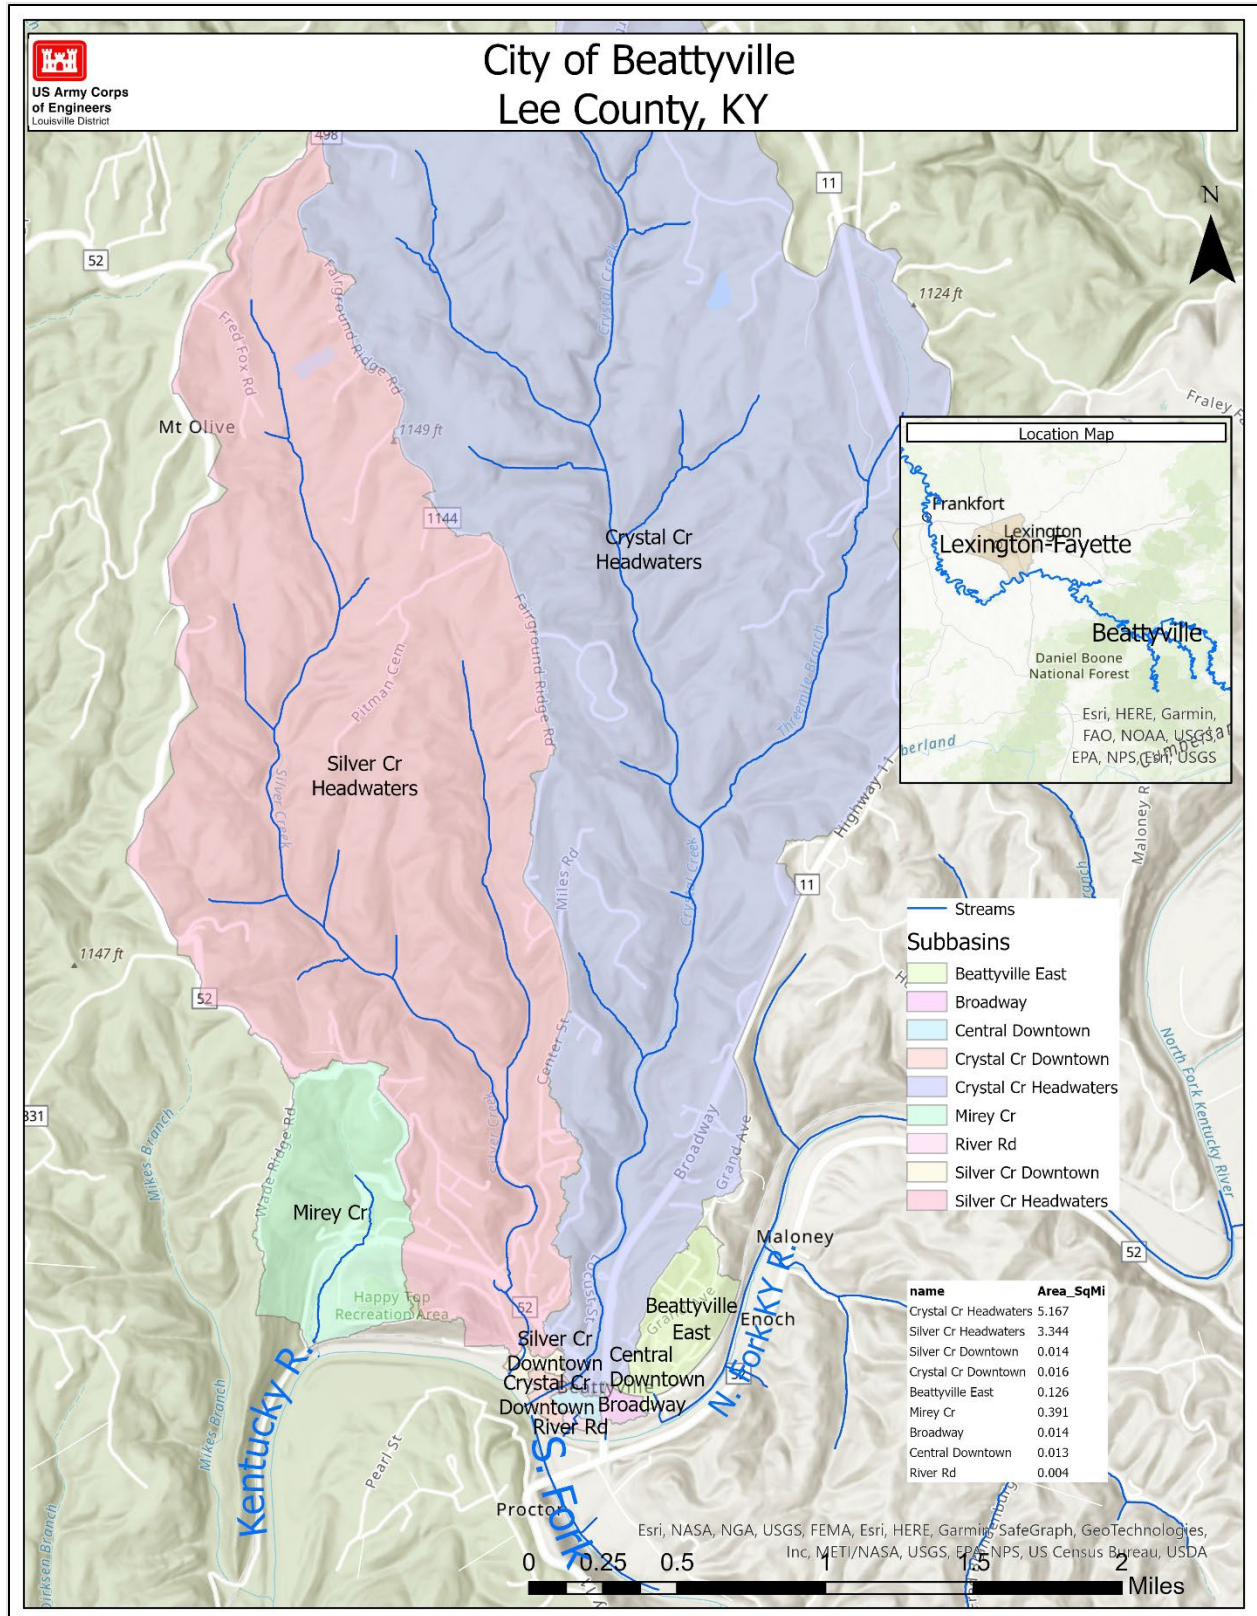 US Army Corps
of Engineers
Louisville District
City of Beattyville
Lee County, KY
498
11
N
52
1124 ft
Fairground Ridge Rd
Fred Fox Rd
Crystal Creek
Mt Olive
1149 ft
1144
Crystal Cr
Headwaters
Location Map
Frankfort
Lexington
Lexington-Fayette
Beattyville
Daniel Boone
National Forest
Esri, HERE, Garmin,
FAO, NOAA, USGS,
EPA, NPS, Esri, USGS
berland
Fairground Ridge Rd
Pitman Cem
Threemile Branch
Silver Cr
Headwaters
Silver Creek
Highway 11
Miles Rd
Crystal Creek
11
1147 ft
52
Center St
Streams
Subbasins
Beattyville East
Broadway
Central Downtown
Crystal Cr Downtown
Crystal Cr Headwaters
Mirey Cr
River Rd
Silver Cr Downtown
Silver Cr Headwaters
North Fork Kentucky River
331
Mikes Branch
Wade Ridge Rd
Silver Creek
Broadway
Grand Ave
Mirey Cr
Maloney
52
Happy Top
Recreation Area
52
Locust St
Beattyville
East
Enoch
N. Fork KY R.
Silver Cr
Downtown
Central
Downtown
Crystal Cr
Downtown
Beattyville
Broadway
River Rd
Kentucky R.
Mikes Branch
Pearl St
S. Fork
Proctor
Dirksen Branch
name Area_SqMi
Crystal Cr Headwaters 5.167
Silver Cr Headwaters 3.344
Silver Cr Downtown 0.014
Crystal Cr Downtown 0.016
Beattyville East 0.126
Mirey Cr 0.391
Broadway 0.014
Central Downtown 0.013
River Rd 0.004
Esri, NASA, NGA, USGS, FEMA, Esri, HERE, Garmin, SafeGraph, GeoTechnologies,
Inc, METI/NASA, USGS, EPA, NPS, US Census Bureau, USDA
0 0.25 0.5 1 1.5 2
Miles